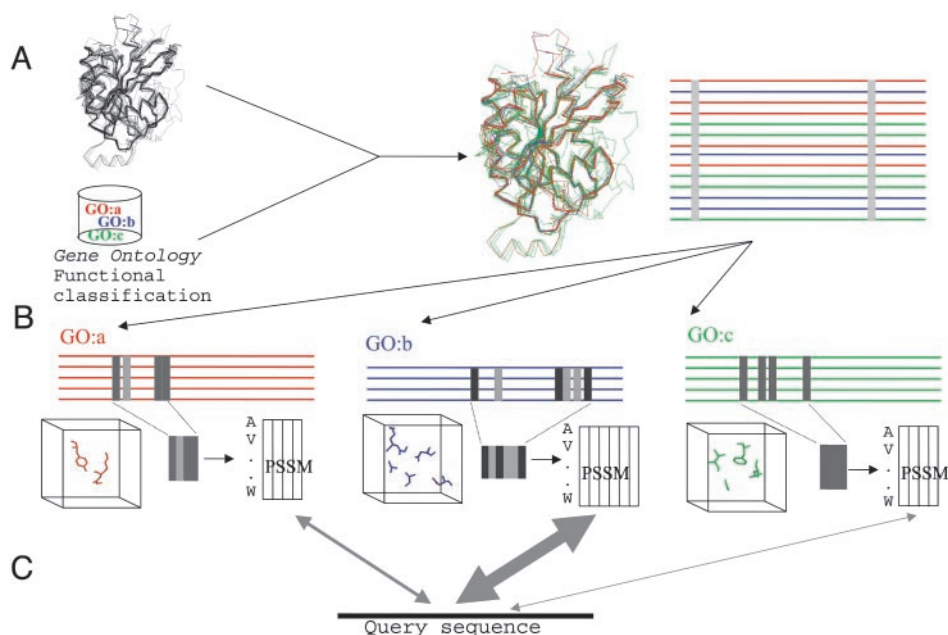 A
GO:a
GO:b
GO:c
Gene Ontology
Functional
classification
B
GO:a
GO:b
GO:c
A
V
.
.
W
PSSM
A
V
.
.
W
PSSM
A
V
.
.
W
PSSM
C
Query sequence